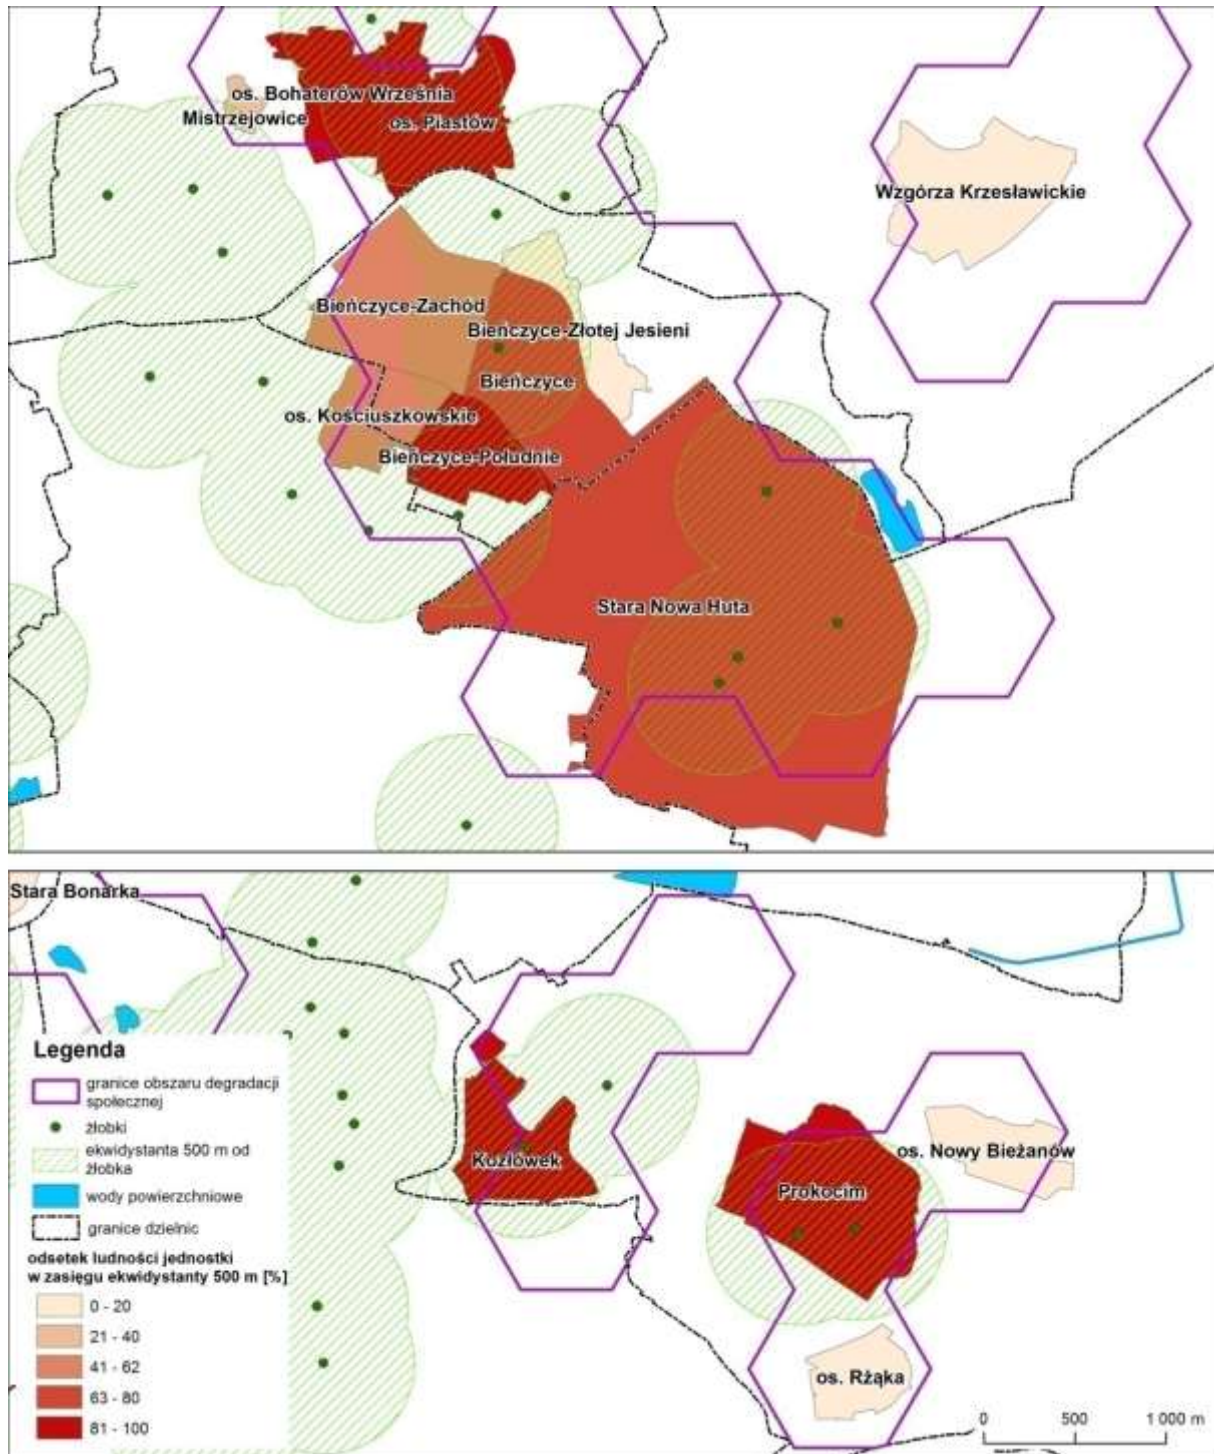 os. Bohaterów Września
Mistrzejowice
os. Piastów
Wzgórza Krzesławickie
Bieńczyce-Zachód
Bieńczyce-Złotej Jesieni
Bieńczyce
os. Kościuszkowskie
Bieńczyce-Południe
Stara Nowa Huta
Stara Bonarka
Legenda
granice obszaru degradacji
społecznej
żłobki
ekwidystanta 500 m od
żłobka
wody powierzchniowe
granice dzielnic
odsetek ludności jednostki
w zasięgu ekwidystanty 500 m [%]
0 - 20
21 - 40
41 - 62
63 - 80
81 - 100
Kozłówek
os. Nowy Bieżanów
Prokocim
os. Rżąka
0 500 1 000 m